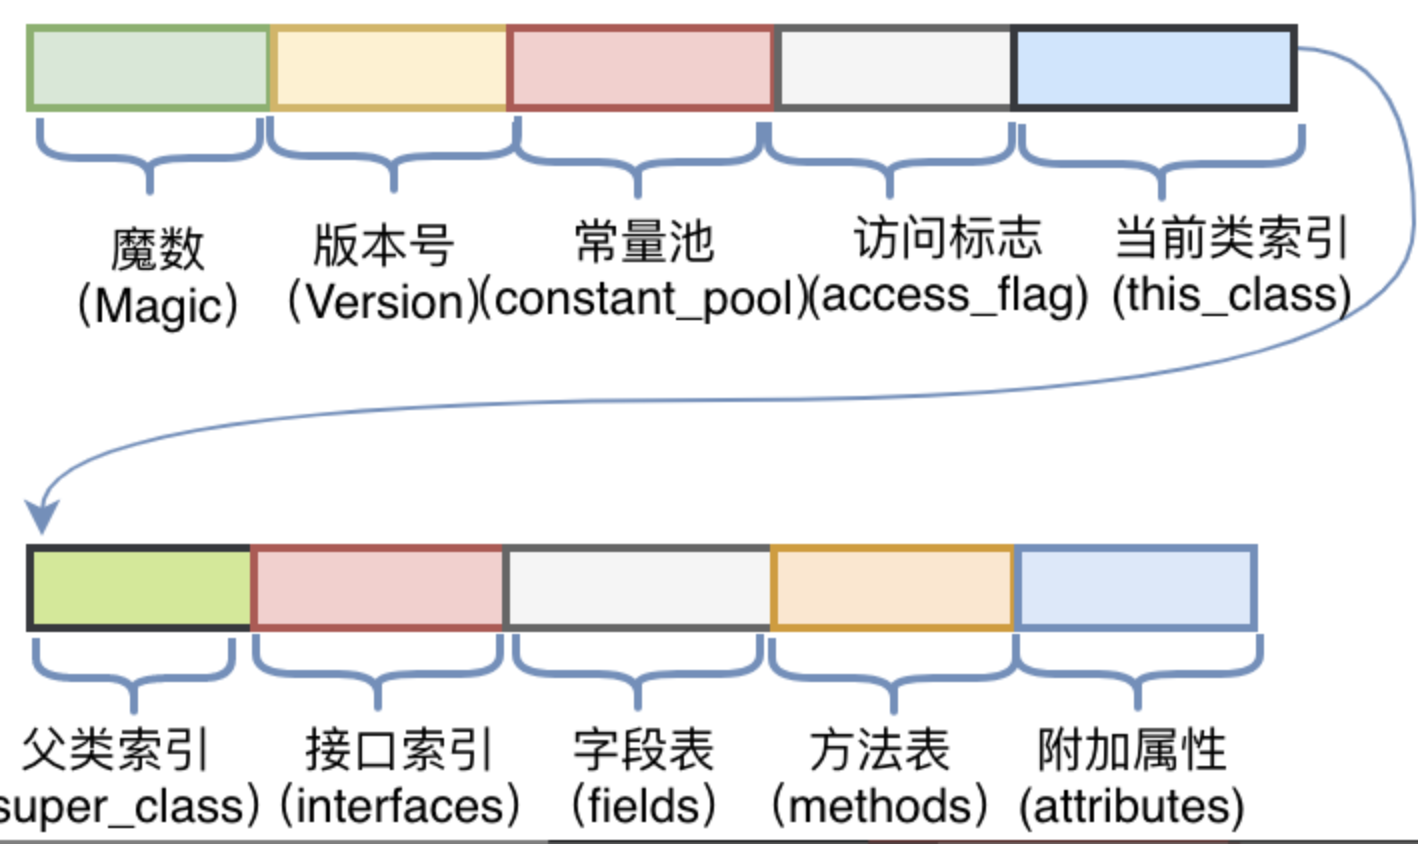 魔数
(Magic)
版本号
(Version)
常量池
(constant_pool)
访问标志
(access_flag)
当前类索引
(this_class)
父类索引
super_class)
接口索引
(interfaces)
字段表
(fields)
方法表
(methods)
附加属性
(attributes)